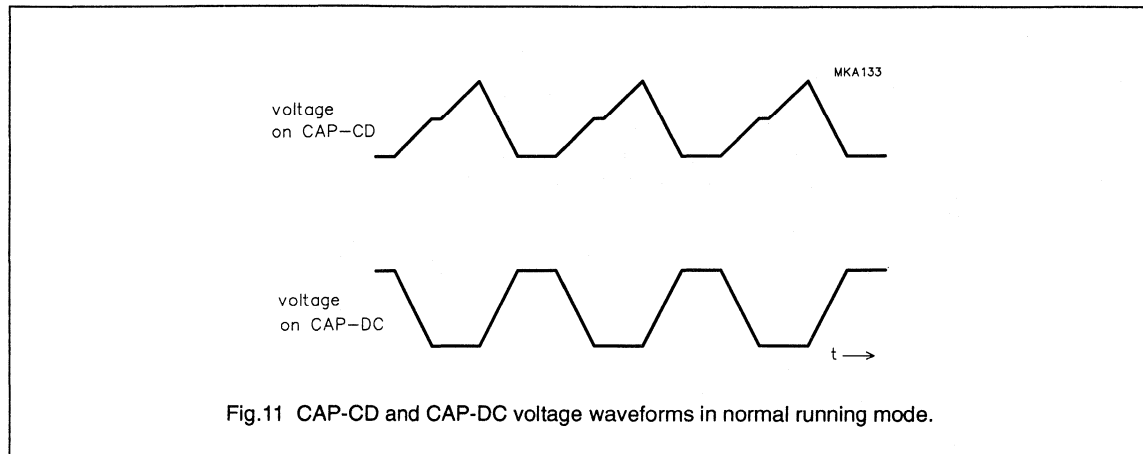 MKA133
voltage
on CAP-CD
voltage
on CAP-DC
t
Fig.11 CAP-CD and CAP-DC voltage waveforms in normal running mode.